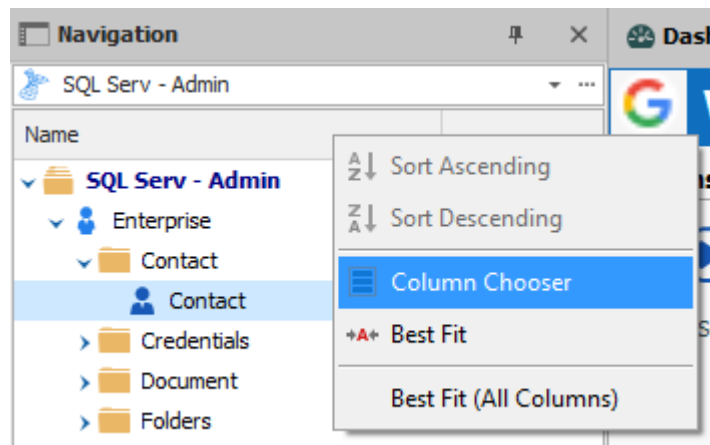 Navigation
Dash
SQL Serv - Admin
Name
SQL Serv - Admin
Enterprise
Contact
Contact
Credentials
Document
Folders
Sort Ascending
Sort Descending
Column Chooser
Best Fit
Best Fit (All Columns)